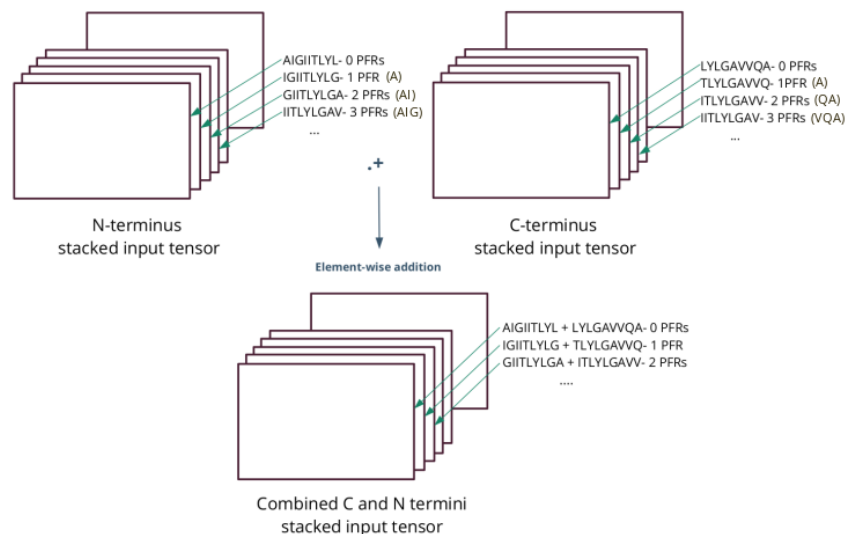 AIGIITLYL- 0 PFRs
IGIITLYLG- 1 PFR (A)
GIITLYLGA- 2 PFRs (AI)
IITLYLGAV- 3 PFRs (AIG)
...
N-terminus
stacked input tensor
LYLGAVVQA- 0 PFRs
TLYLGAVVQ- 1PFR (A)
ITLYLGAVV- 2 PFRs (QA)
IITLYLGAV- 3 PFRs (VQA)
...
C-terminus
stacked input tensor
.+
Element-wise addition
AIGIITLYL + LYLGAVVQA- 0 PFRs
IGIITLYLG + TLYLGAVVQ- 1 PFR
GIITLYLGA + ITLYLGAVV- 2 PFRs
....
Combined C and N termini
stacked input tensor